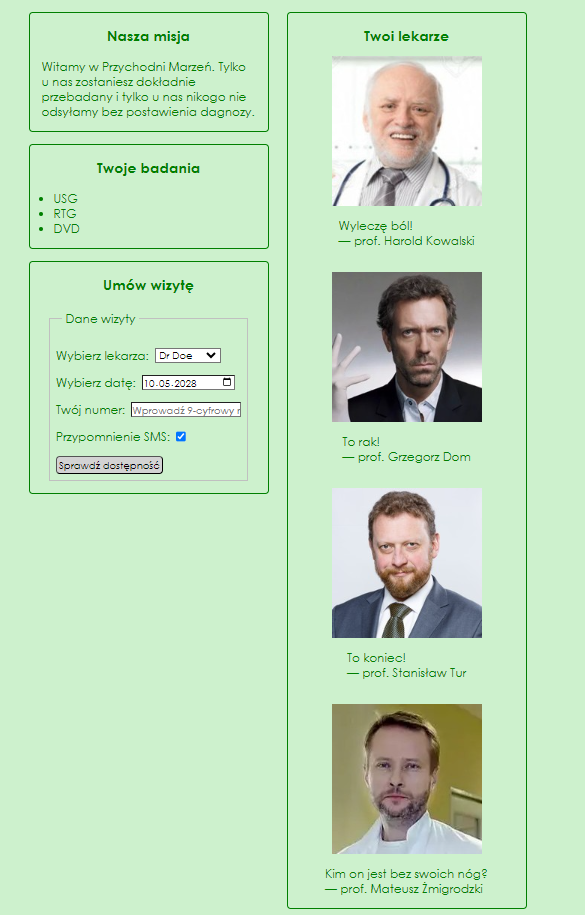 Nasza misja
Witamy w Przychodni Marzeń. Tylko
u nas zostaniesz dokładnie
przebadany i tylko u nas nikogo nie
odsyłamy bez postawienia dagnozy.
Twoje badania
USG
RTG
DVD
Umów wizytę
Dane wizyty
Wybierz lekarza: Dr Doe
Wybierz datę: 10.05.2028
Twój numer: Wprowadź 9-cyfrowy r
Przypomnienie SMS:
Sprawdź dostępność
Twoi lekarze
Wyleczę ból!
— prof. Harold Kowalski
To rak!
— prof. Grzegorz Dom
To koniec!
— prof. Stanisław Tur
Kim on jest bez swoich nóg?
— prof. Mateusz Żmigrodzki